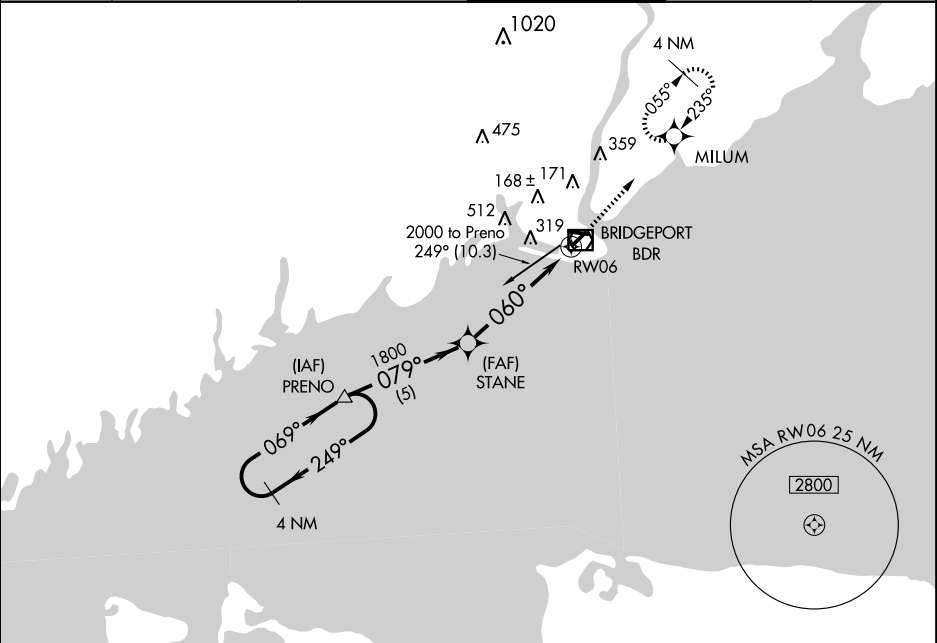 1020
4 NM
055°
235°
475
359
MILUM
168 ±
171
512
319
2000 to Preno
249° (10.3)
BRIDGEPORT
BDR
RW06
060°
(IAF)
PRENO
1800
079°
(5)
(FAF)
STANE
069°
249°
4 NM
MSA RW06 25 NM
2800